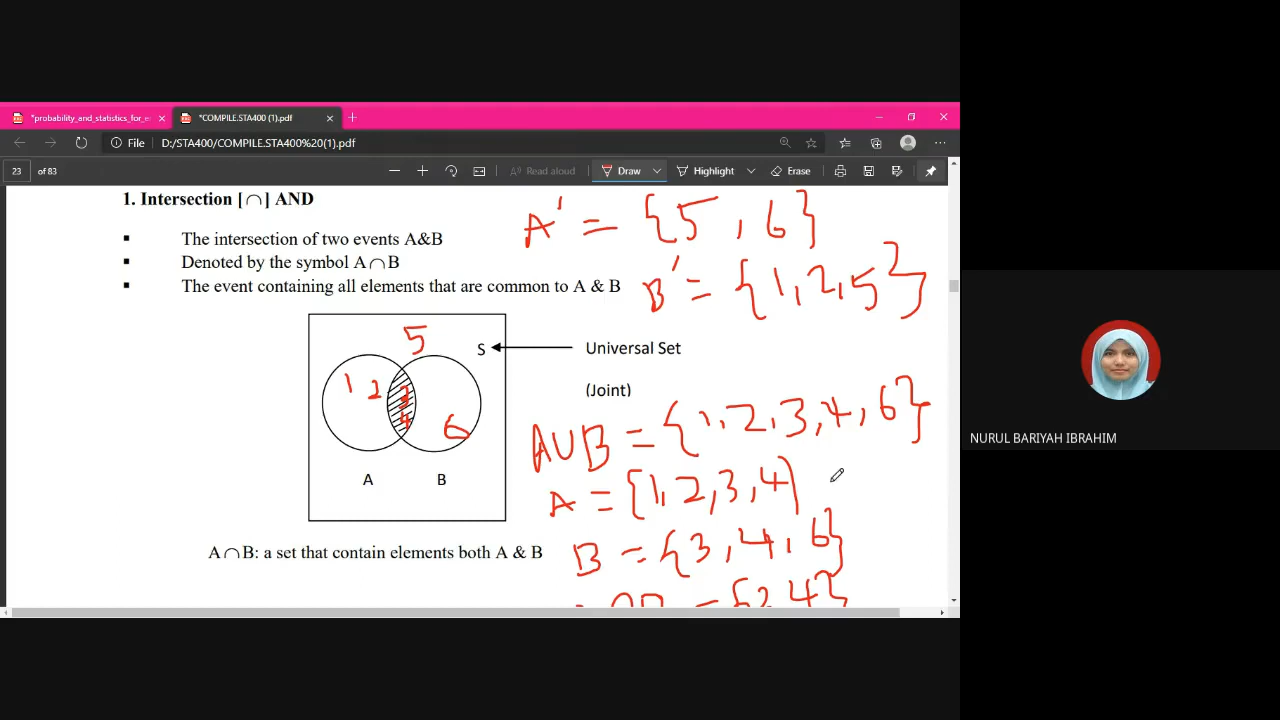 *probability_and_statistics_for_e
*COMPILE.STA400 (1).pdf
File D:/STA400/COMPILE.STA400%20(1).pdf
23 of 83
Read aloud Draw Highlight Erase
1. Intersection [∩] AND
A' = {5, 6}
▪ The intersection of two events A&B
▪ Denoted by the symbol A∩B
▪ The event containing all elements that are common to A & B
B' = {1,2,5}
5
S
Universal Set
(Joint)
1 2 3 4 6
A B
A∪B = {1,2,3,4,6}
A = {1,2,3,4)
B = {3,4,6}
A∩B: a set that contain elements both A & B
NURUL BARIYAH IBRAHIM